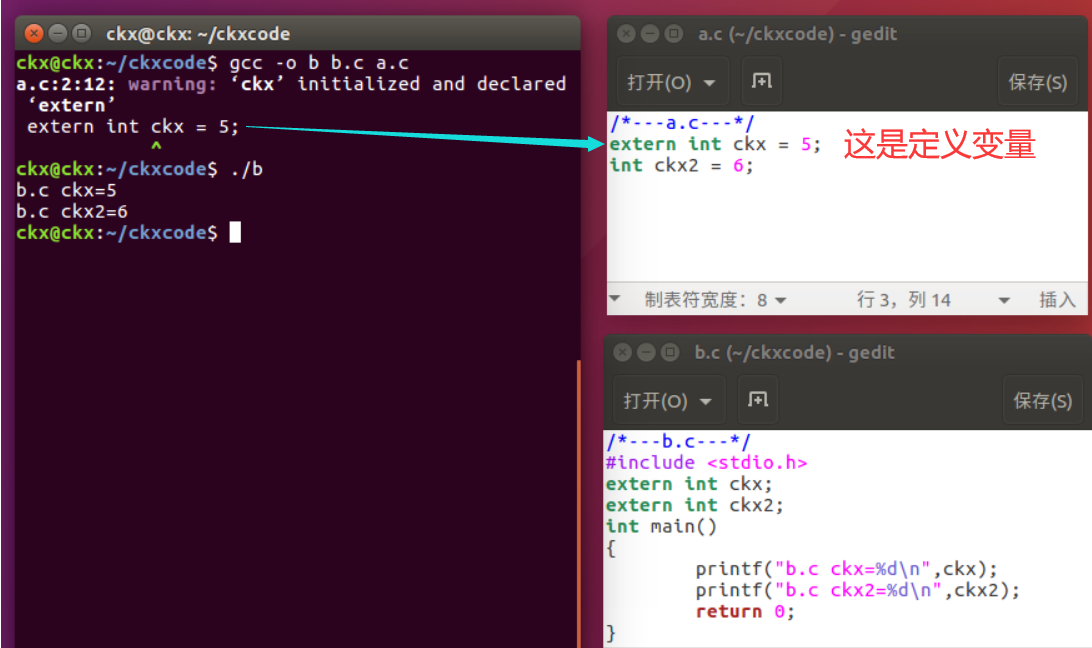 ckx@ckx: ~/ckxcode
ckx@ckx:~/ckxcode$ gcc -o b b.c a.c
a.c:2:12: warning: ‘ckx’ initialized and declared
‘extern’
extern int ckx = 5;
^
ckx@ckx:~/ckxcode$ ./b
b.c ckx=5
b.c ckx2=6
ckx@ckx:~/ckxcode$
a.c (~/ckxcode) - gedit
打开(O)
保存(S)
/*---a.c---*/
extern int ckx = 5;
int ckx2 = 6;
这是定义变量
制表符宽度：8
行 3，列 14
插入
b.c (~/ckxcode) - gedit
打开(O)
保存(S)
/*---b.c---*/
#include <stdio.h>
extern int ckx;
extern int ckx2;
int main()
{
printf("b.c ckx=%d\n",ckx);
printf("b.c ckx2=%d\n",ckx2);
return 0;
}